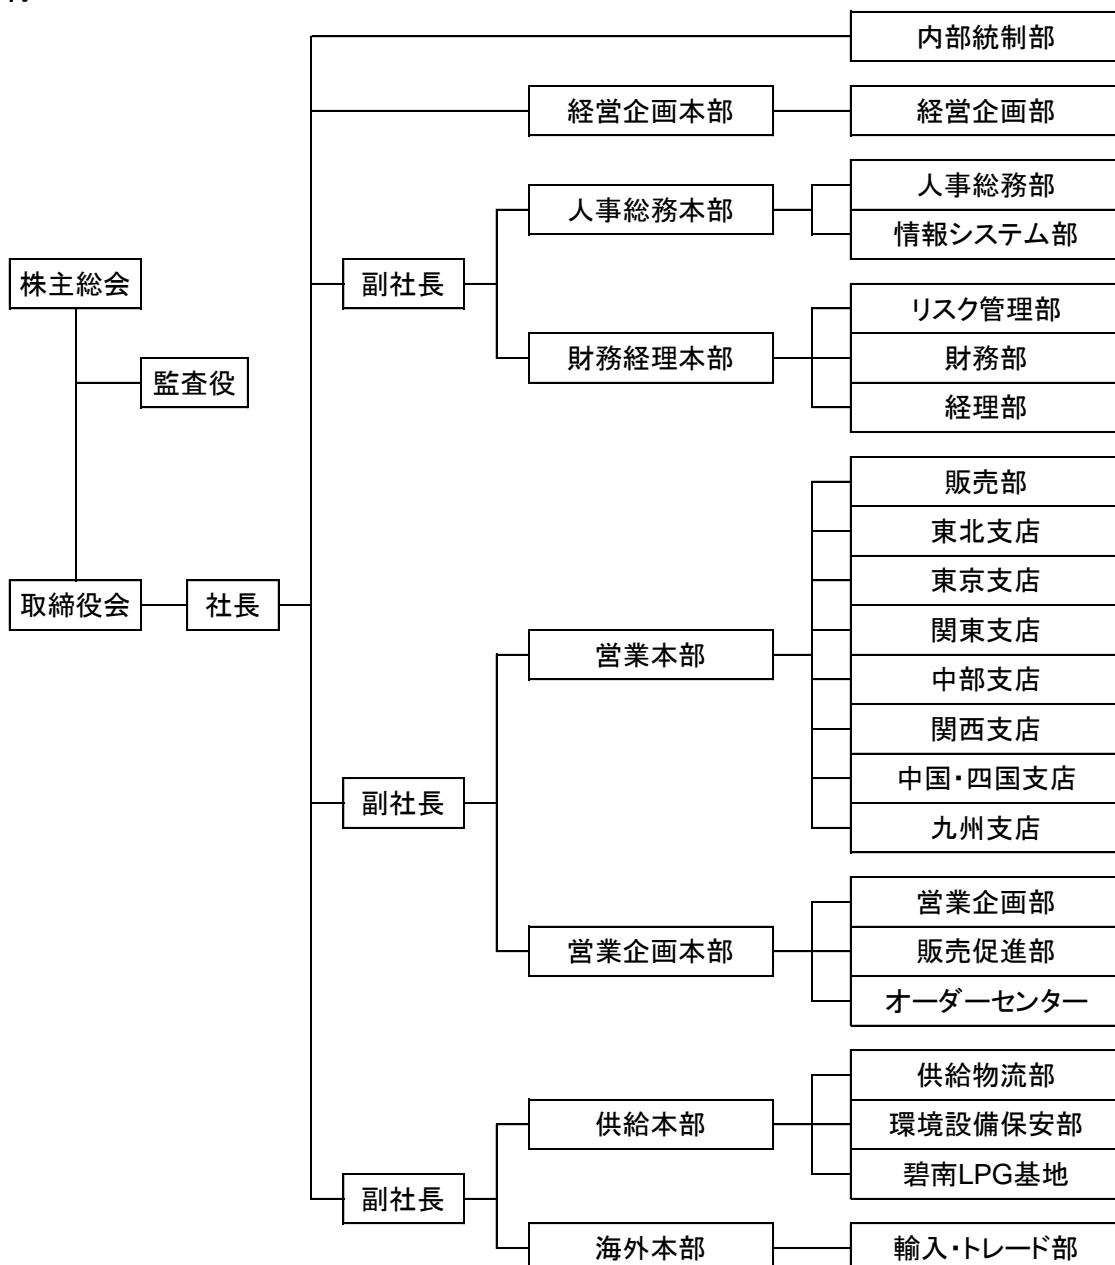 内部統制部
経営企画本部
経営企画部
人事総務部
人事総務本部
情報システム部
株主総会
副社長
リスク管理部
財務経理本部
財務部
監査役
経理部
販売部
東北支店
東京支店
取締役会
社長
関東支店
営業本部
中部支店
関西支店
中国・四国支店
副社長
九州支店
営業企画部
営業企画本部
販売促進部
オーダーセンター
供給物流部
供給本部
環境設備保安部
碧南LPG基地
副社長
海外本部
輸入・トレード部